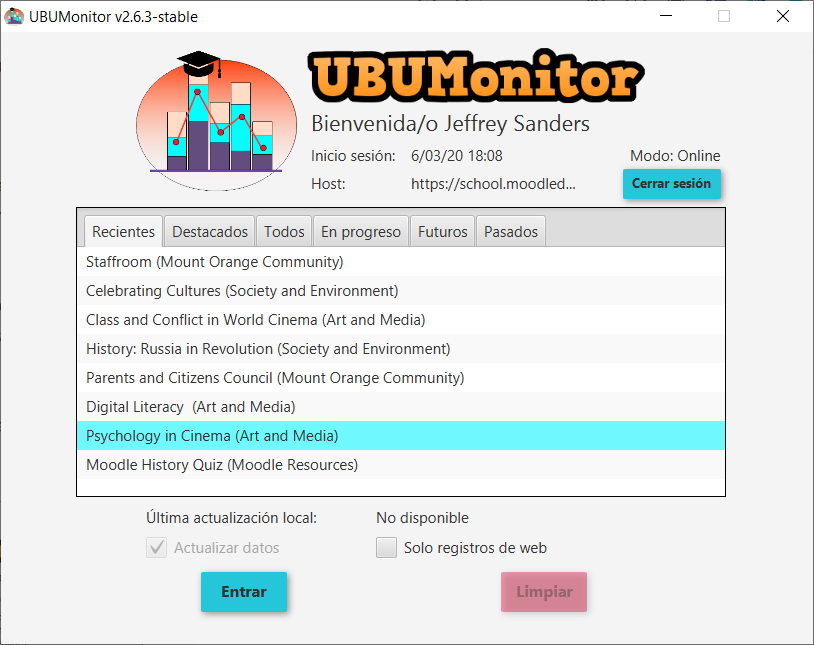 UBUMonitor v2.6.3-stable
UBUMonitor
Bienvenida/o Jeffrey Sanders
Inicio sesión: 6/03/20 18:08 Modo: Online
Host: https://school.moodled...
Cerrar sesión
Recientes Destacados Todos En progreso Futuros Pasados
Staffroom (Mount Orange Community)
Celebrating Cultures (Society and Environment)
Class and Conflict in World Cinema (Art and Media)
History: Russia in Revolution (Society and Environment)
Parents and Citizens Council (Mount Orange Community)
Digital Literacy (Art and Media)
Psychology in Cinema (Art and Media)
Moodle History Quiz (Moodle Resources)
Última actualización local: No disponible
Actualizar datos Solo registros de web
Entrar Limpiar